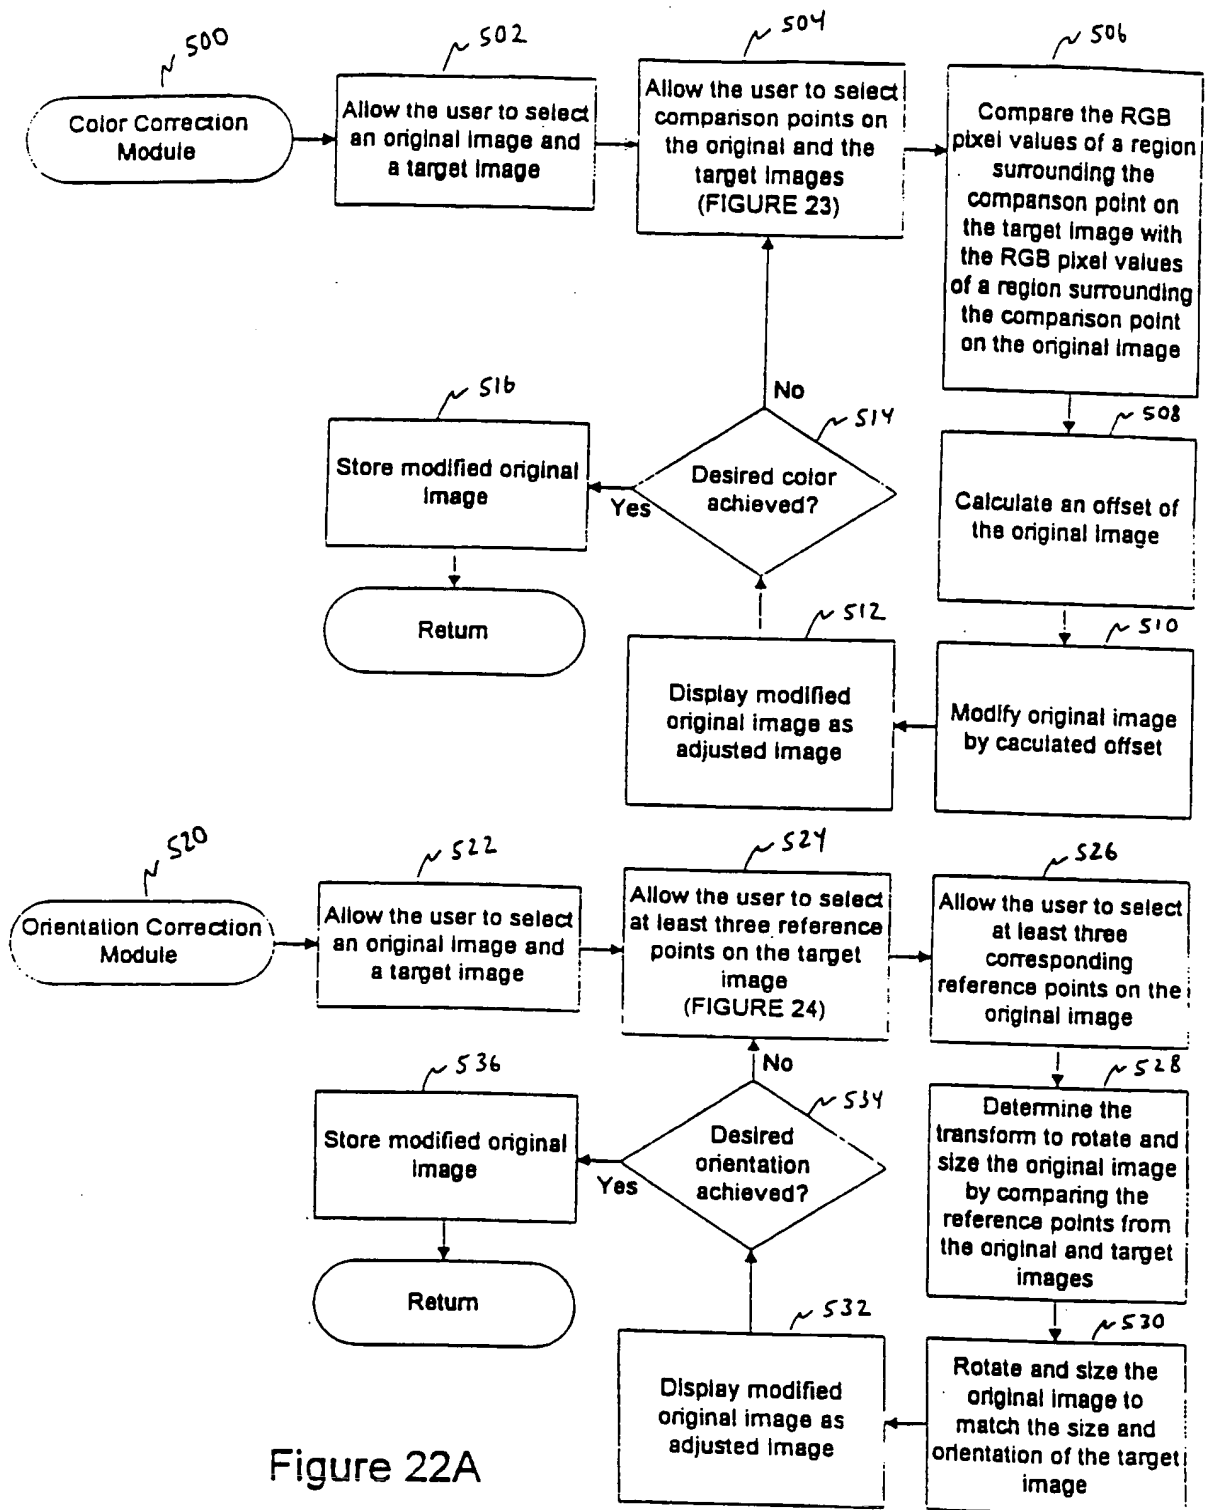 500
Color Correction
Module
502
Allow the user to select
an original image and
a target image
504
Allow the user to select
comparison points on
the original and the
target images
(FIGURE 23)
506
Compare the RGB
pixel values of a region
surrounding the
comparison point on
the target image with
the RGB pixel values
of a region surrounding
the comparison point
on the original image
508
Calculate an offset of
the original image
510
Modify original image
by caculated offset
512
Display modified
original image as
adjusted image
514
Desired color
achieved?
No
Yes
516
Store modified original
image
Return
520
Orientation Correction
Module
522
Allow the user to select
an original image and
a target image
524
Allow the user to select
at least three reference
points on the target
image
(FIGURE 24)
526
Allow the user to select
at least three
corresponding
reference points on the
original image
528
Determine the
transform to rotate and
size the original image
by comparing the
reference points from
the original and target
images
530
Rotate and size the
original image to
match the size and
orientation of the target
image
532
Display modified
original image as
adjusted image
534
Desired
orientation
achieved?
No
Yes
536
Store modified original
image
Return
Figure 22A